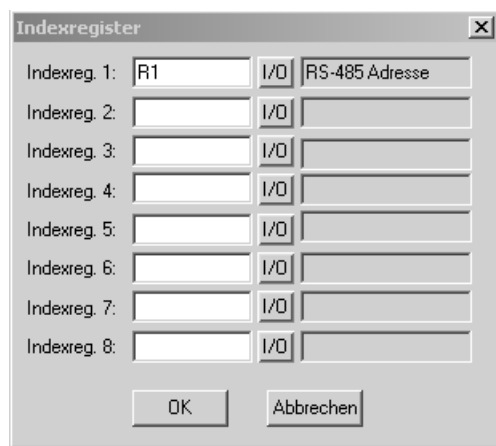 Indexregister
Indexreg. 1: R1 I/O RS-485 Adresse
Indexreg. 2: I/O
Indexreg. 3: I/O
Indexreg. 4: I/O
Indexreg. 5: I/O
Indexreg. 6: I/O
Indexreg. 7: I/O
Indexreg. 8: I/O
OK Abbrechen